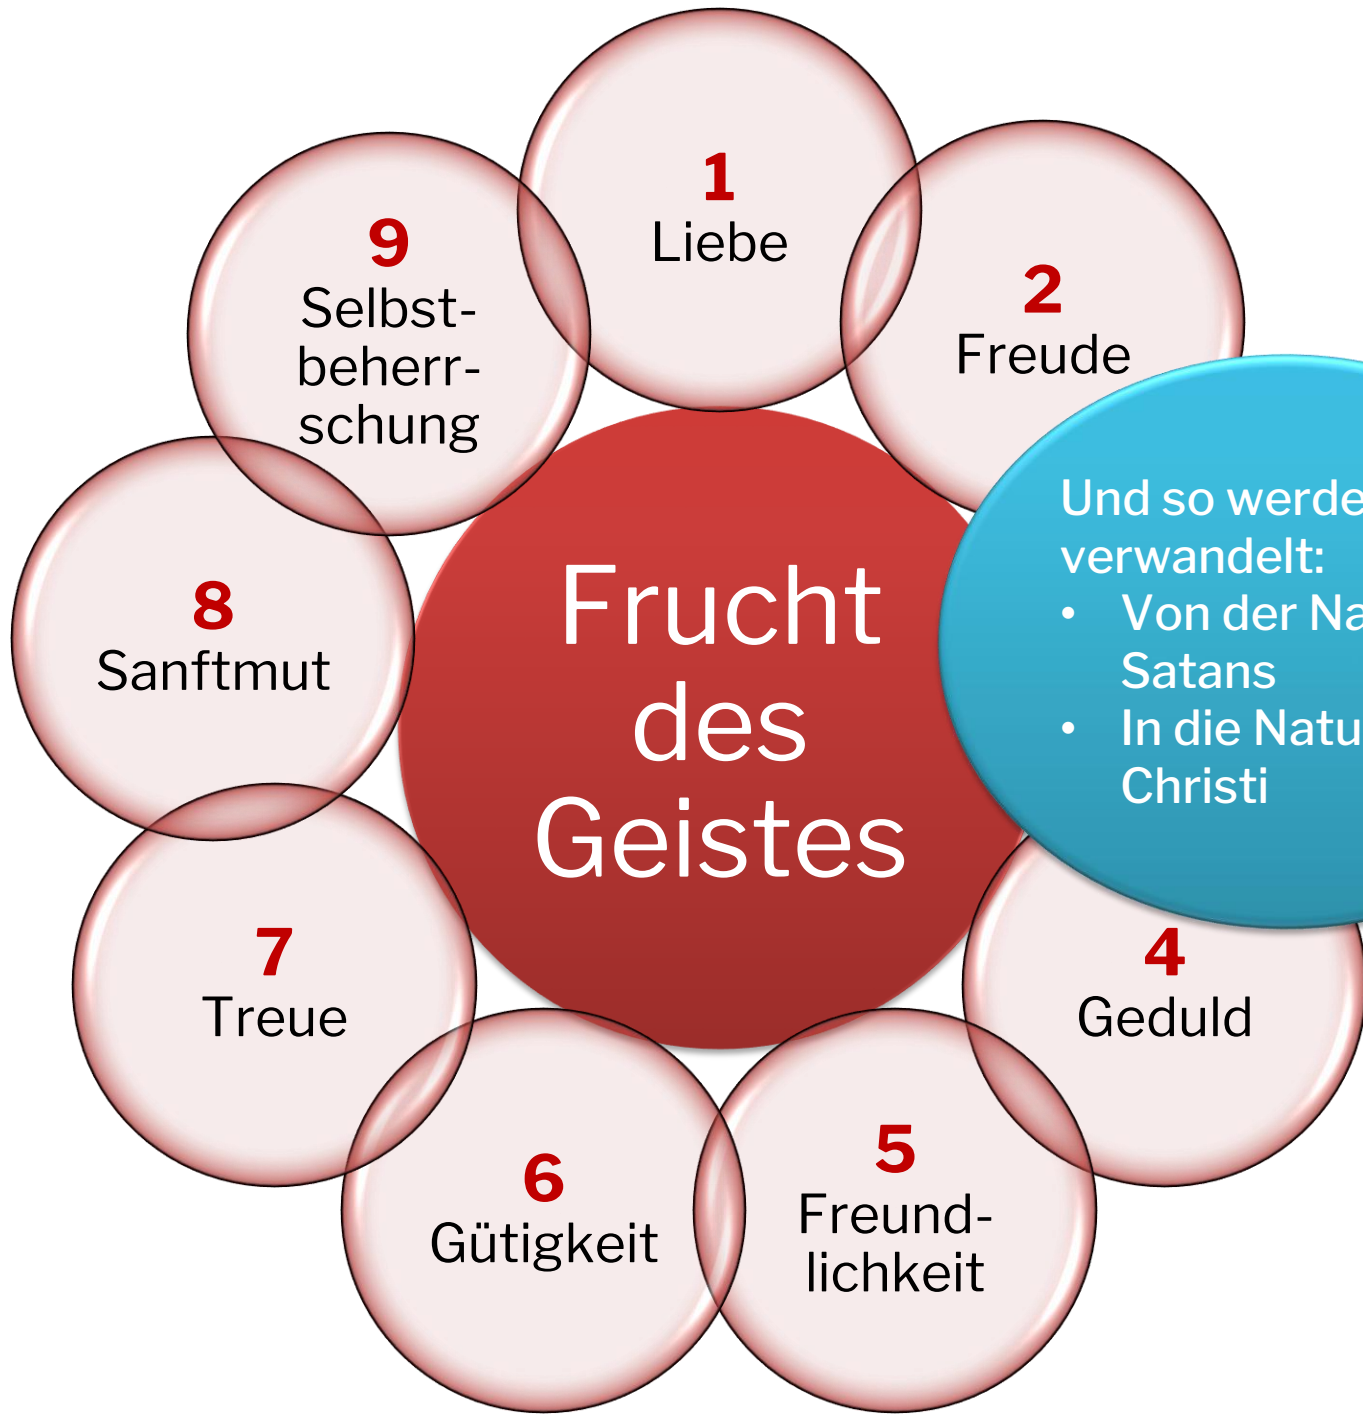 1
Liebe
2
Freude
Und so werde
verwandelt:
• Von der Na
Satans
• In die Natu
Christi
4
Geduld
5
Freund-
lichkeit
6
Gütigkeit
7
Treue
8
Sanftmut
9
Selbst-
beherr-
schung
Frucht
des
Geistes